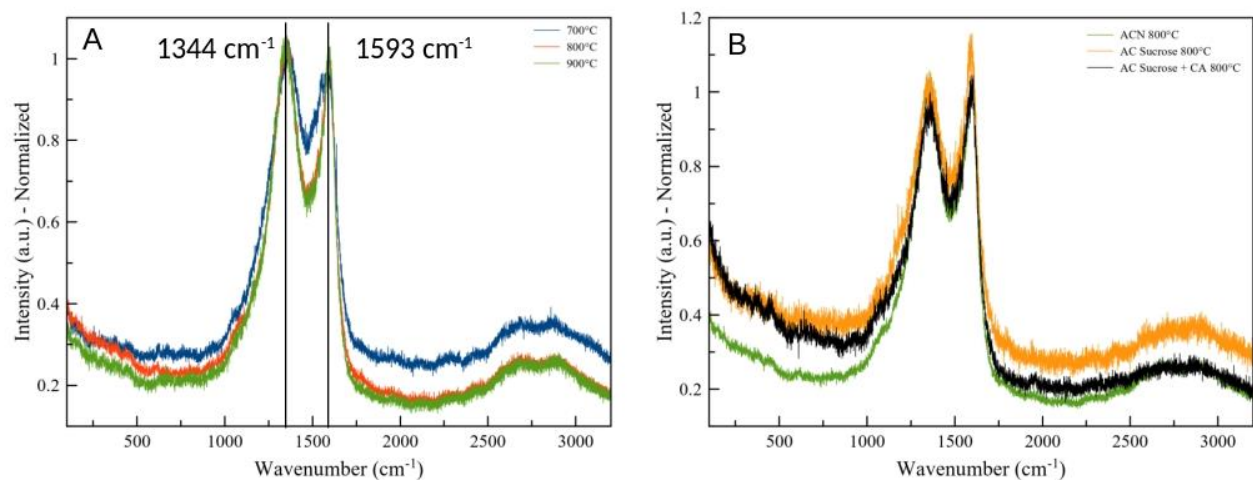 A
1344 cm-1
1593 cm-1
700°C
800°C
900°C
1
0.8
0.6
0.4
0.2
Intensity (a.u.) - Normalized
500
1000
1500
2000
2500
3000
Wavenumber (cm-1)
B
ACN 800°C
AC Sucrose 800°C
AC Sucrose + CA 800°C
1.2
1
0.8
0.6
0.4
0.2
Intensity (a.u.) - Normalized
500
1000
1500
2000
2500
3000
Wavenumber (cm-1)